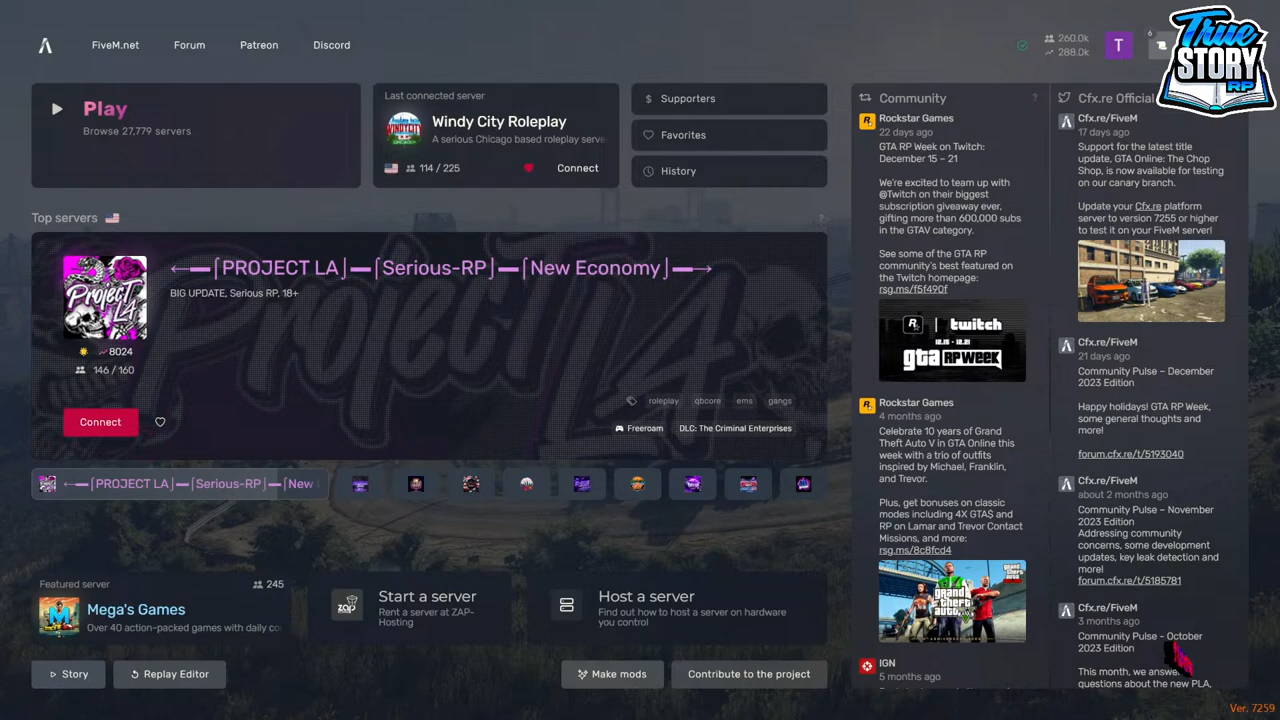 FiveM.net
Forum
Patreon
Discord
260.0k
288.0k
T
6
TRUE
STORY
RP
Play
Browse 27,779 servers
Last connected server
WINDY CITY
Windy City Roleplay
A serious Chicago based roleplay serve
114 / 225
Connect
$ Supporters
Favorites
History
Top servers
?
Project LA
←—▬⌠PROJECT LA⌡▬⌠Serious-RP⌡▬⌠New Economy⌡▬—→
BIG UPDATE, Serious RP, 18+
8024
146 / 160
Connect
roleplay qbcore ems gangs
Freeroam DLC: The Criminal Enterprises
←—▬⌠PROJECT LA⌡▬⌠Serious-RP⌡▬⌠New
Featured server
245
Mega's Games
Over 40 action-packed games with daily co
ZAP
Start a server
Rent a server at ZAP-
Hosting
Host a server
Find out how to host a server on hardware
you control
Story
Replay Editor
Make mods
Contribute to the project
Community
?
Rockstar Games
22 days ago
GTA RP Week on Twitch:
December 15 – 21
We're excited to team up with
@Twitch on their biggest
subscription giveaway ever,
gifting more than 600,000 subs
in the GTAV category.
See some of the GTA RP
community's best featured on
the Twitch homepage:
rsg.ms/f5f490f
R* | twitch
12.15 - 12.21
gta RP WEEK
Rockstar Games
4 months ago
Celebrate 10 years of Grand
Theft Auto V in GTA Online this
week with a trio of outfits
inspired by Michael, Franklin,
and Trevor.
Plus, get bonuses on classic
modes including 4X GTA$ and
RP on Lamar and Trevor Contact
Missions, and more:
rsg.ms/8c8fcd4
grand
theft
auto
IGN
5 months ago
Cfx.re Official
Cfx.re/FiveM
17 days ago
Support for the latest title
update, GTA Online: The Chop
Shop, is now available for testing
on our canary branch.
Update your Cfx.re platform
server to version 7255 or higher
to test it on your FiveM server!
Cfx.re/FiveM
21 days ago
Community Pulse – December
2023 Edition
Happy holidays! GTA RP Week,
some general thoughts and
more!
forum.cfx.re/t/5193040
Cfx.re/FiveM
about 2 months ago
Community Pulse – November
2023 Edition
Addressing community
concerns, some development
updates, key leak detection and
more!
forum.cfx.re/t/5185781
Cfx.re/FiveM
3 months ago
Community Pulse - October
2023 Edition
This month, we answe
questions about the new PLA,
Ver. 7259